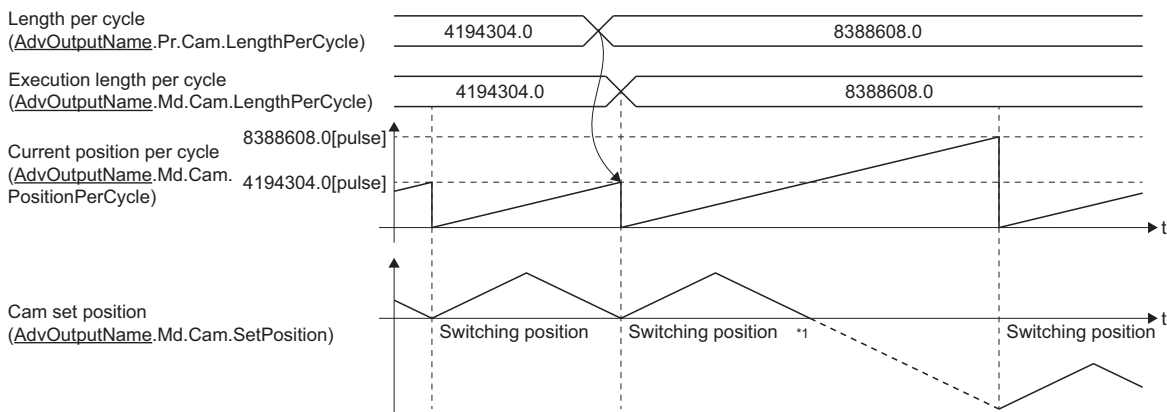 Length per cycle
(AdvOutputName.Pr.Cam.LengthPerCycle)
4194304.0
8388608.0
Execution length per cycle
(AdvOutputName.Md.Cam.LengthPerCycle)
4194304.0
8388608.0
8388608.0[pulse]
Current position per cycle
(AdvOutputName.Md.Cam.
PositionPerCycle)
4194304.0[pulse]
t
Cam set position
(AdvOutputName.Md.Cam.SetPosition)
t
Switching position
Switching position
*1
Switching position